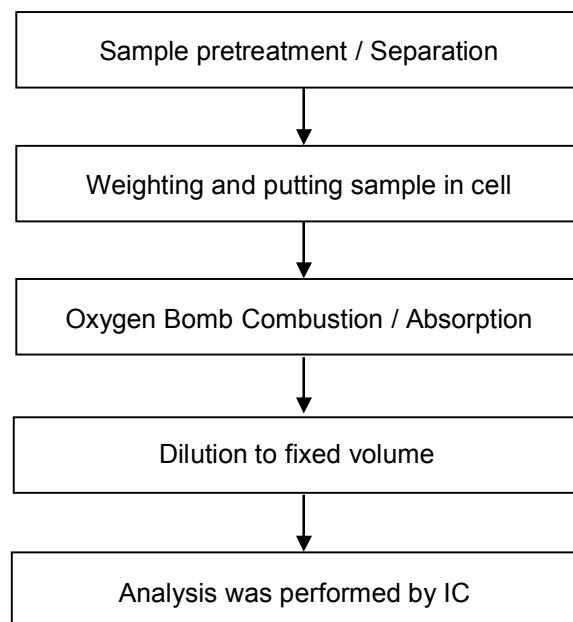 Sample pretreatment / Separation
Weighting and putting sample in cell
Oxygen Bomb Combustion / Absorption
Dilution to fixed volume
Analysis was performed by IC